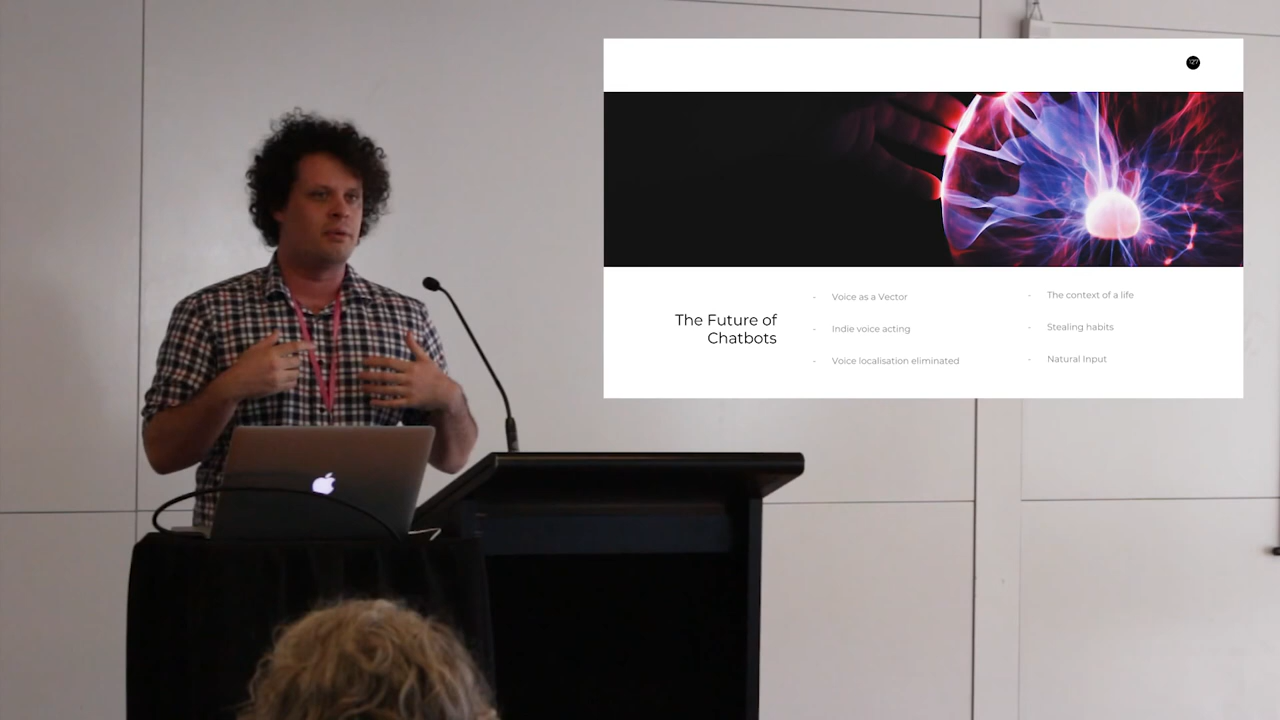 The Future of
Chatbots
- Voice as a Vector
- Indie voice acting
- Voice localisation eliminated
- The context of a life
- Stealing habits
- Natural Input